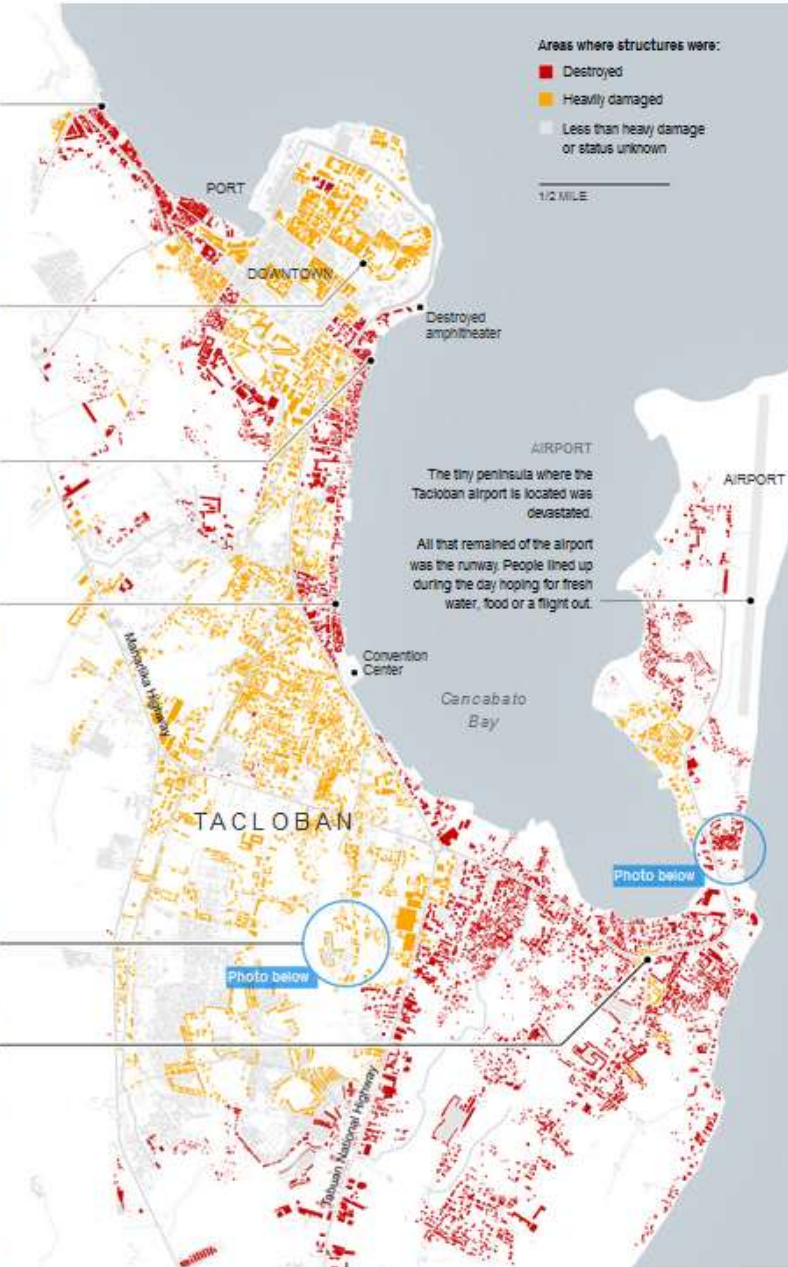 Areas where structures were:
Destroyed
Heavily damaged
Less than heavy damage
or status unknown
1/2 MILE
PORT
DOWNTOWN
Destroyed
amphitheater
AIRPORT
The tiny peninsula where the
Tacloban airport is located was
devastated.
All that remained of the airport
was the runway. People lined up
during the day hoping for fresh
water, food or a flight out.
AIRPORT
Convention
Center
Cancabato
Bay
Maharlika Highway
TACLOBAN
Photo below
Photo below
Tabuan National Highway